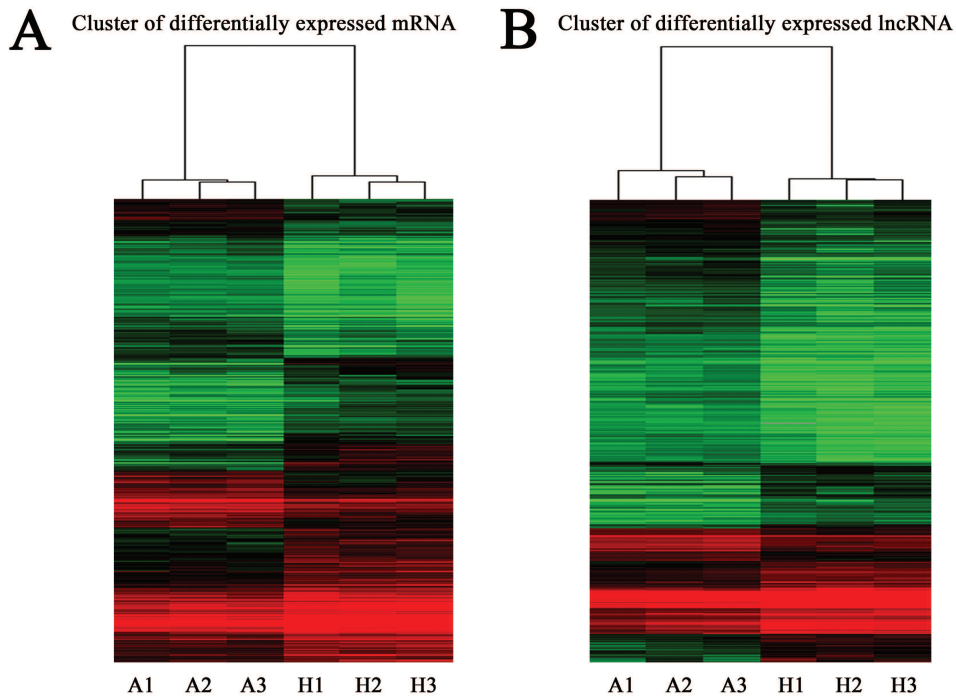 A
Cluster of differentially expressed mRNA
B
Cluster of differentially expressed lncRNA
A1 A2 A3 H1 H2 H3
A1 A2 A3 H1 H2 H3